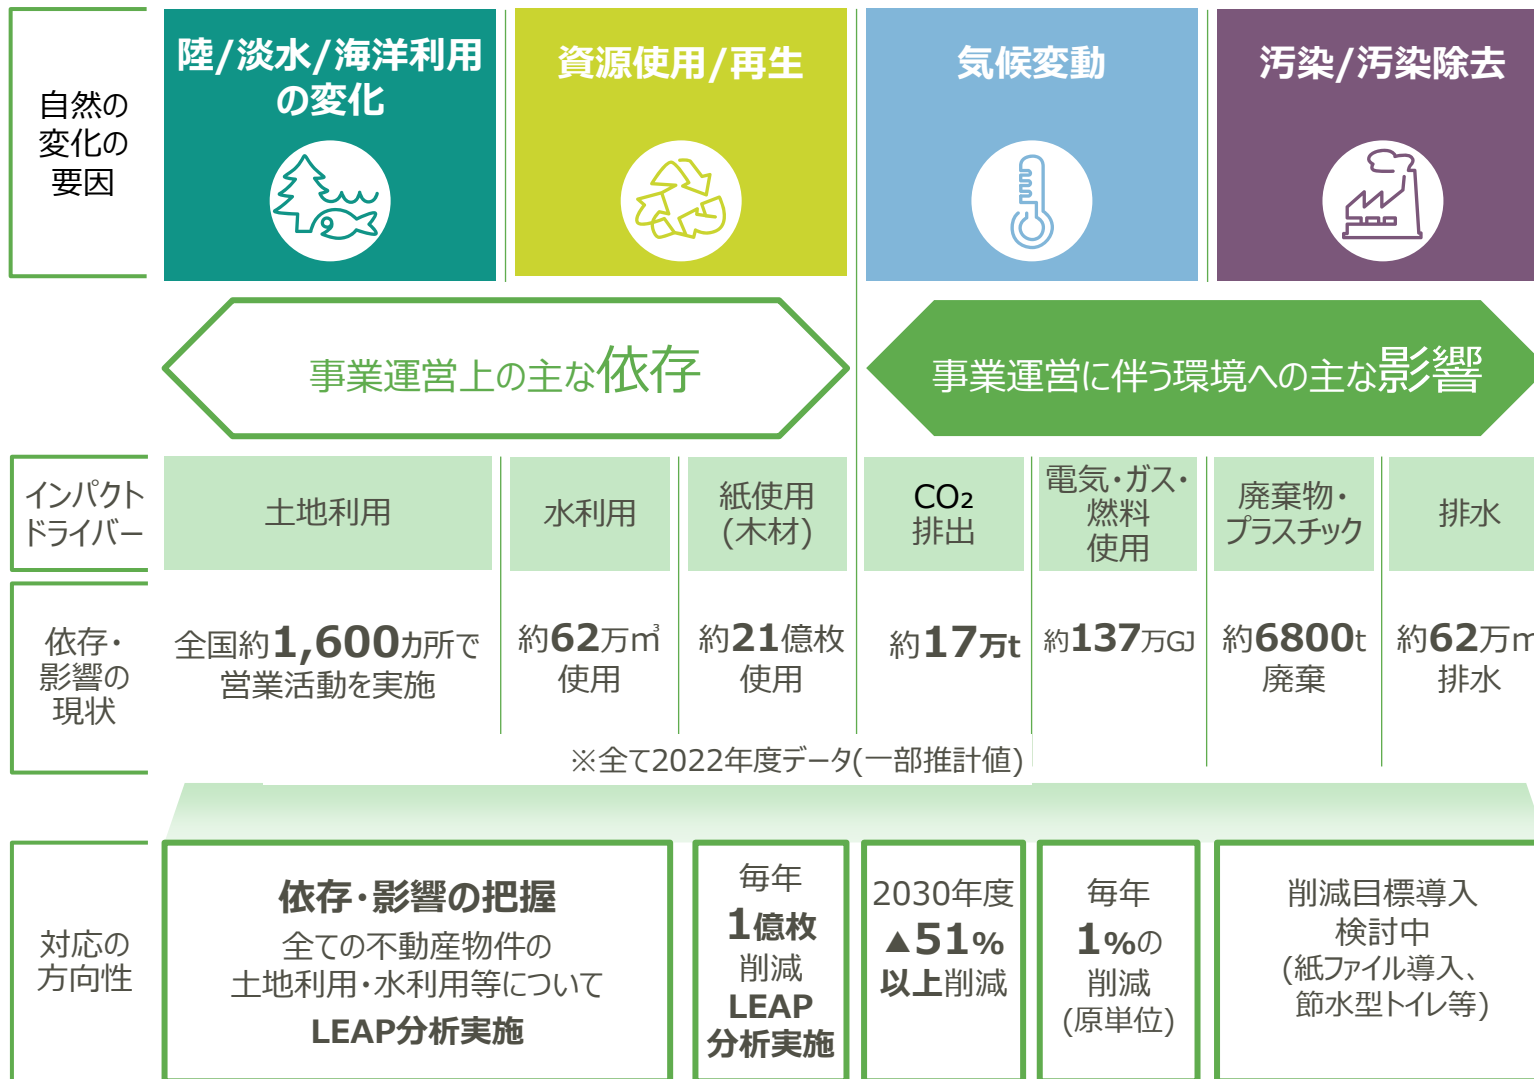 自然の
変化の
要因
陸/淡水/海洋利用
の変化
資源使用/再生
気候変動
汚染/汚染除去
事業運営上の主な依存
事業運営に伴う環境への主な影響
インパクト
ドライバー
土地利用
水利用
紙使用
(木材)
CO2
排出
電気・ガス・
燃料
使用
廃棄物・
プラスチック
排水
依存・
影響の
現状
全国約1,600カ所で
営業活動を実施
約62万㎥
使用
約21億枚
使用
約17万t
約137万GJ
約6800t
廃棄
約62万m
排水
※全て2022年度データ(一部推計値)
対応の
方向性
依存・影響の把握
全ての不動産物件の
土地利用・水利用等について
LEAP分析実施
毎年
1億枚
削減
LEAP
分析実施
2030年度
▲51%
以上削減
毎年
1%の
削減
(原単位)
削減目標導入
検討中
(紙ファイル導入、
節水型トイレ等)